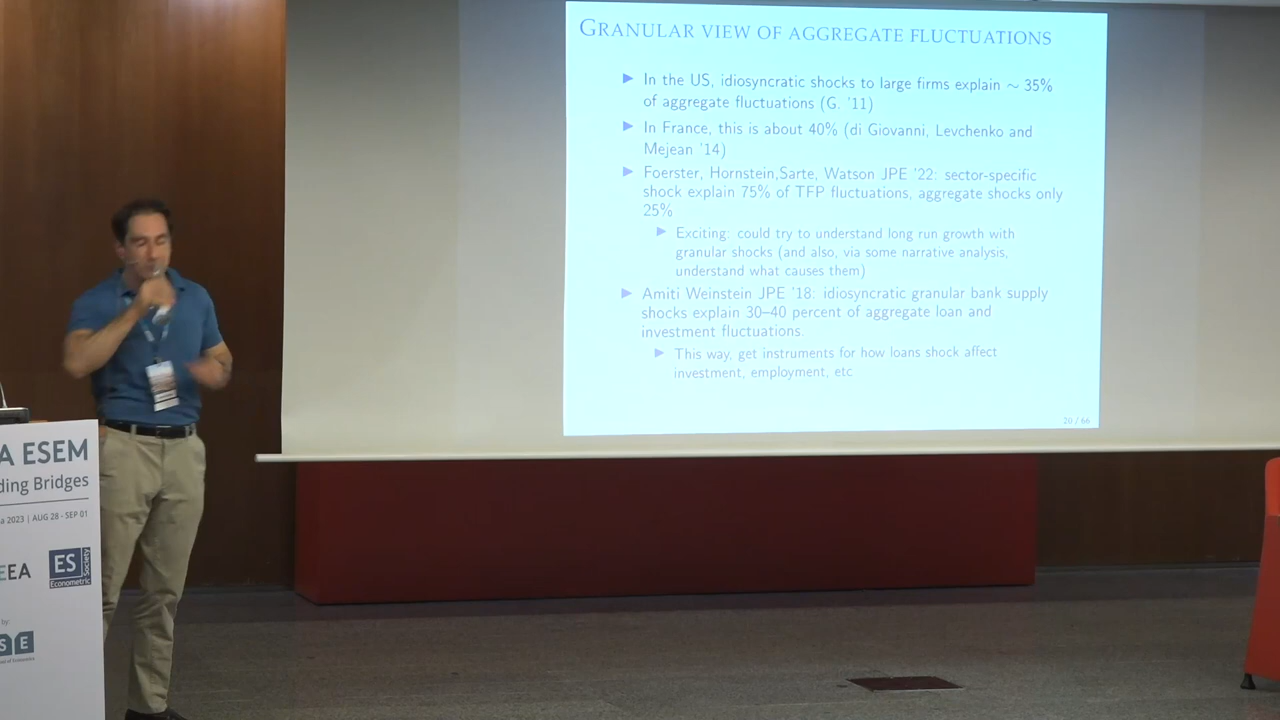 GRANULAR VIEW OF AGGREGATE FLUCTUATIONS
In the US, idiosyncratic shocks to large firms explain ∼ 35%
of aggregate fluctuations (G. '11)
In France, this is about 40% (di Giovanni, Levchenko and
Mejean '14)
Foerster, Hornstein,Sarte, Watson JPE '22: sector-specific
shock explain 75% of TFP fluctuations, aggregate shocks only
25%
Exciting: could try to understand long run growth with
granular shocks (and also, via some narrative analysis,
understand what causes them)
Amiti Weinstein JPE '18: idiosyncratic granular bank supply
shocks explain 30–40 percent of aggregate loan and
investment fluctuations.
This way, get instruments for how loans shock affect
investment, employment, etc
20 / 66
A ESEM
ding Bridges
a 2023 | AUG 28 - SEP 01
EEA
ES
Econometric
Society
by:
S E
ool of Economics